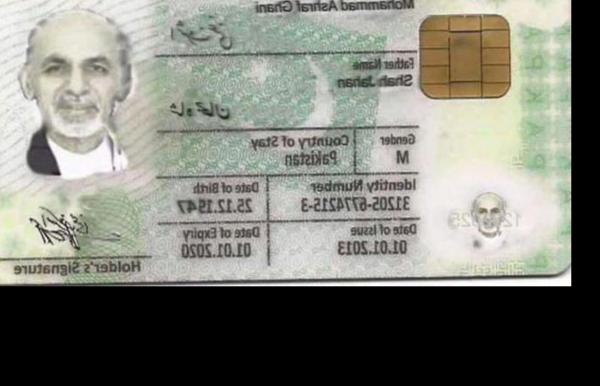 Mohammad Ashraf Ghani
Father Name
Shah Jahan
Gender Country of Stay
M Pakistan
Identity Number Date of Birth
31205-6774215-3 25.12.1947
Date of Issue Date of Expiry
01.01.2013 01.01.2020
Holder's Signature